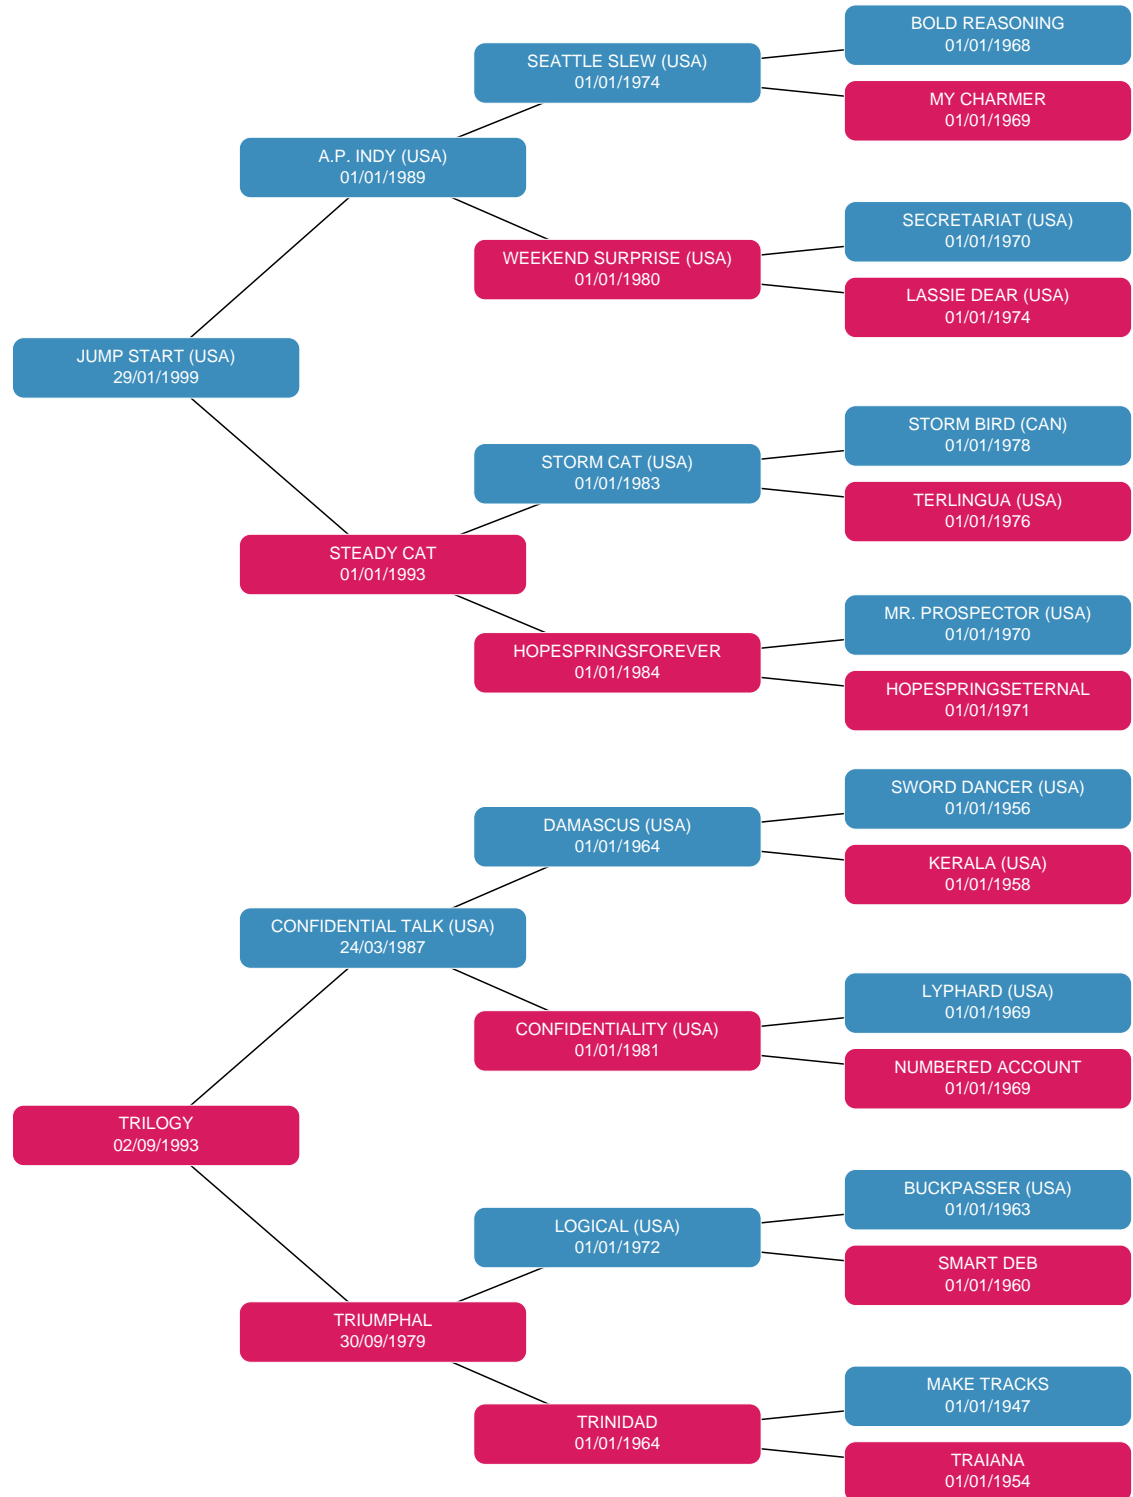 BOLD REASONING
01/01/1968
SEATTLE SLEW (USA)
01/01/1974
MY CHARMER
01/01/1969
A.P. INDY (USA)
01/01/1989
SECRETARIAT (USA)
01/01/1970
WEEKEND SURPRISE (USA)
01/01/1980
LASSIE DEAR (USA)
01/01/1974
JUMP START (USA)
29/01/1999
STORM BIRD (CAN)
01/01/1978
STORM CAT (USA)
01/01/1983
TERLINGUA (USA)
01/01/1976
STEADY CAT
01/01/1993
MR. PROSPECTOR (USA)
01/01/1970
HOPESPRINGSFOREVER
01/01/1984
HOPESPRINGSETERNAL
01/01/1971
SWORD DANCER (USA)
01/01/1956
DAMASCUS (USA)
01/01/1964
KERALA (USA)
01/01/1958
CONFIDENTIAL TALK (USA)
24/03/1987
LYPHARD (USA)
01/01/1969
CONFIDENTIALITY (USA)
01/01/1981
NUMBERED ACCOUNT
01/01/1969
TRILOGY
02/09/1993
BUCKPASSER (USA)
01/01/1963
LOGICAL (USA)
01/01/1972
SMART DEB
01/01/1960
TRIUMPHAL
30/09/1979
MAKE TRACKS
01/01/1947
TRINIDAD
01/01/1964
TRAIANA
01/01/1954